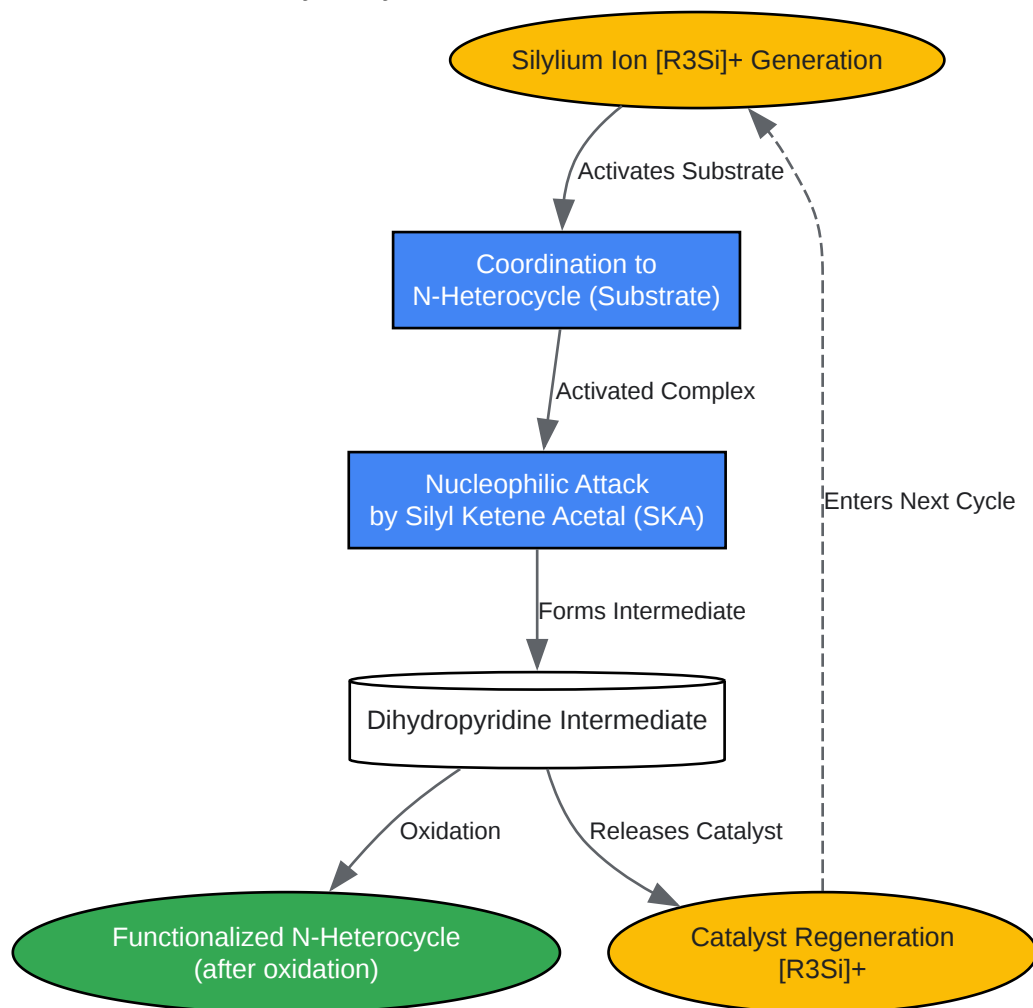 Silylium Ion [R3Si]+ Generation
Activates Substrate
Coordination to
N-Heterocycle (Substrate)
Activated Complex
Nucleophilic Attack
by Silyl Ketene Acetal (SKA)
Enters Next Cycle
Forms Intermediate
Dihydropyridine Intermediate
Oxidation
Releases Catalyst
Functionalized N-Heterocycle
(after oxidation)
Catalyst Regeneration
[R3Si]+